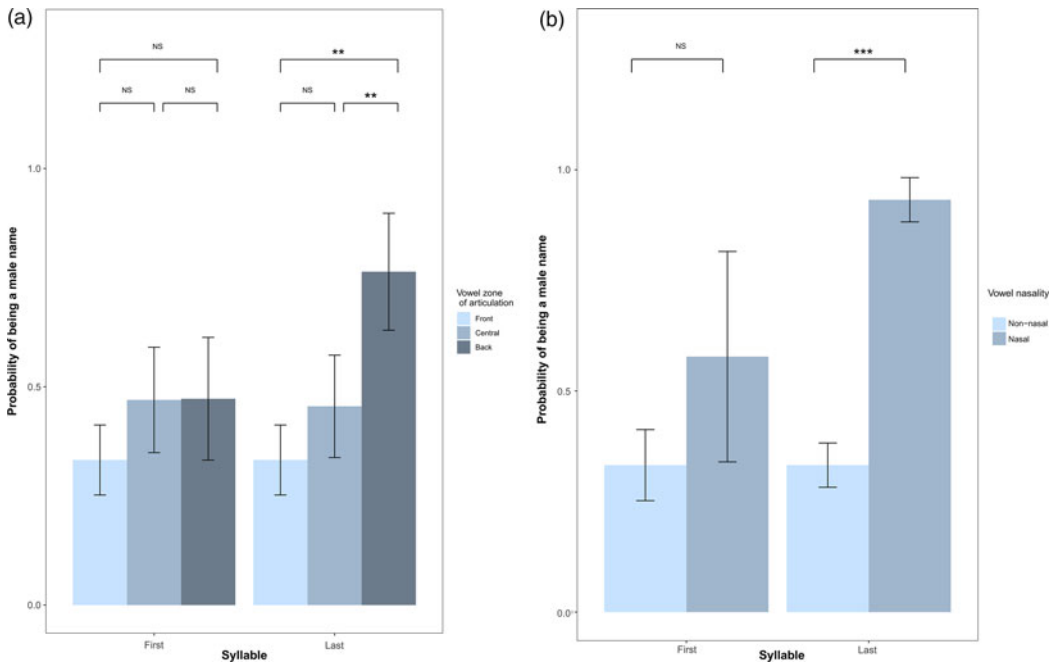 (a)
NS
**
NS
NS
NS
**
1.0
0.5
0.0
Probability of being a male name
First
Last
Syllable
Vowel zone
of articulation
Front
Central
Back
(b)
NS
***
1.0
0.5
0.0
Probability of being a male name
First
Last
Syllable
Vowel nasality
Non-nasal
Nasal